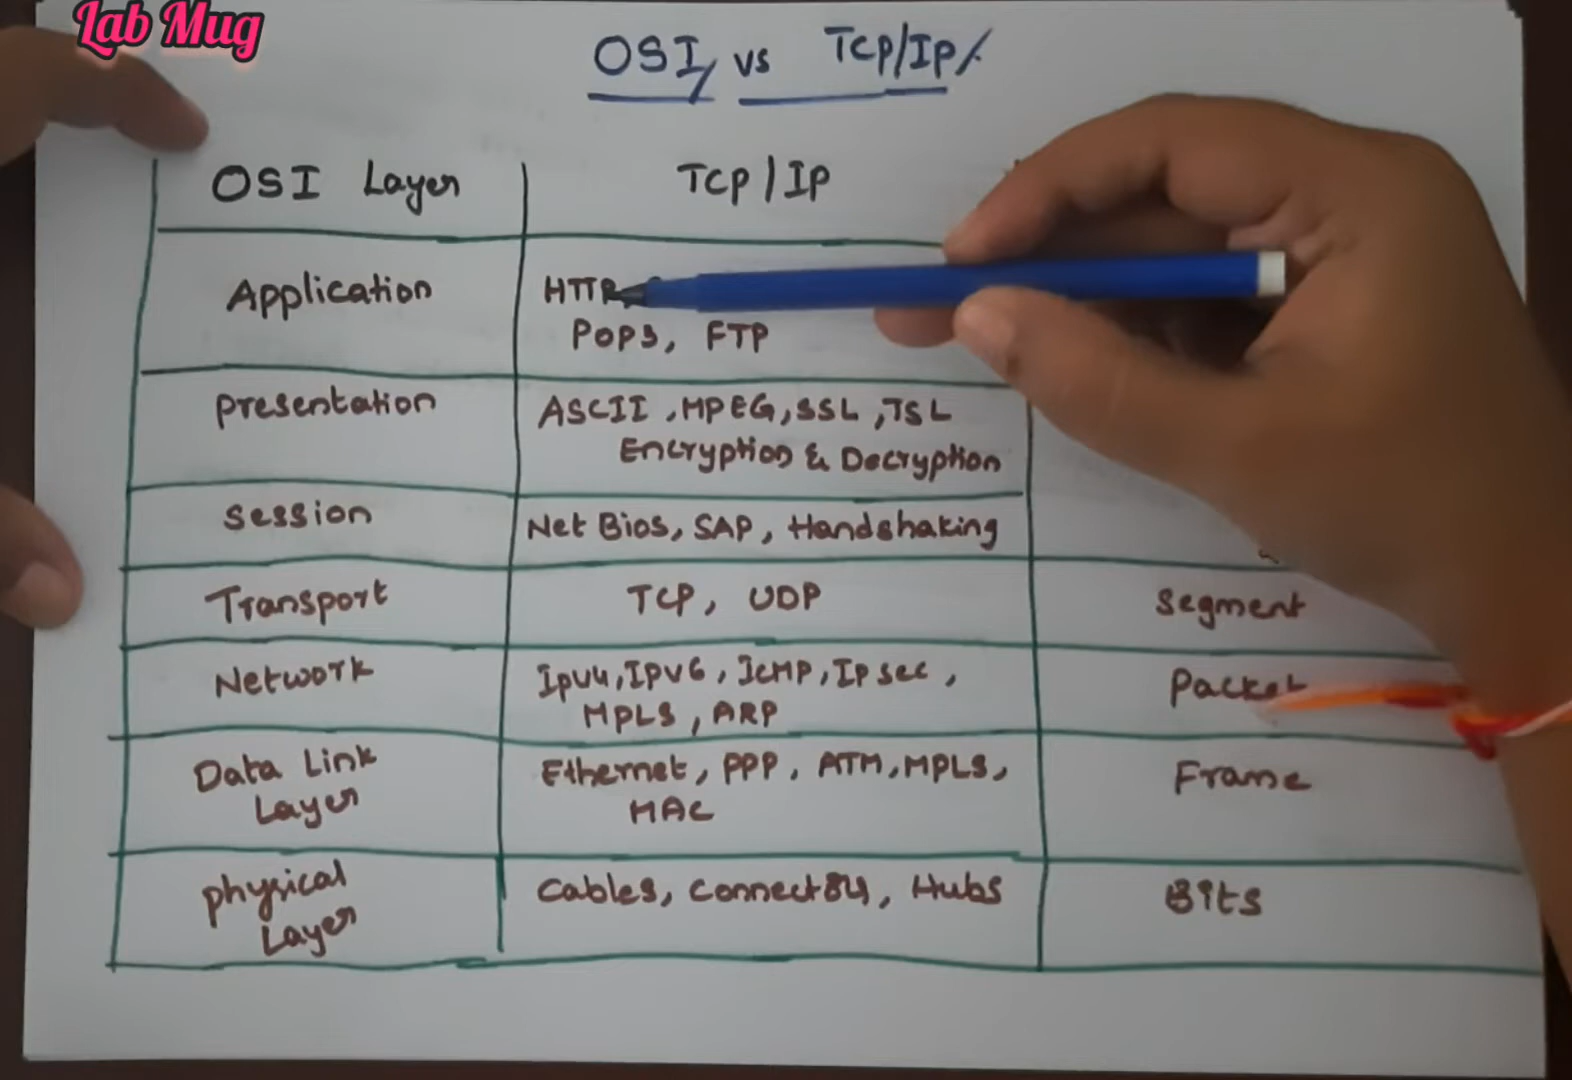 Lab Mug
OSI vs TCP/IP
OSI Layer
TCP/IP
Application
HTTP,
POP3, FTP
Presentation
ASCII, MPEG, SSL, TSL
Encryption & Decryption
Session
Net Bios, SAP, Handshaking
Transport
TCP, UDP
Segment
Network
IPv4, IPv6, ICMP, IPsec,
MPLS, ARP
Packet
Data Link
Layer
Ethernet, PPP, ATM, MPLS,
MAC
Frame
Physical
Layer
Cables, Connectors, Hubs
Bits